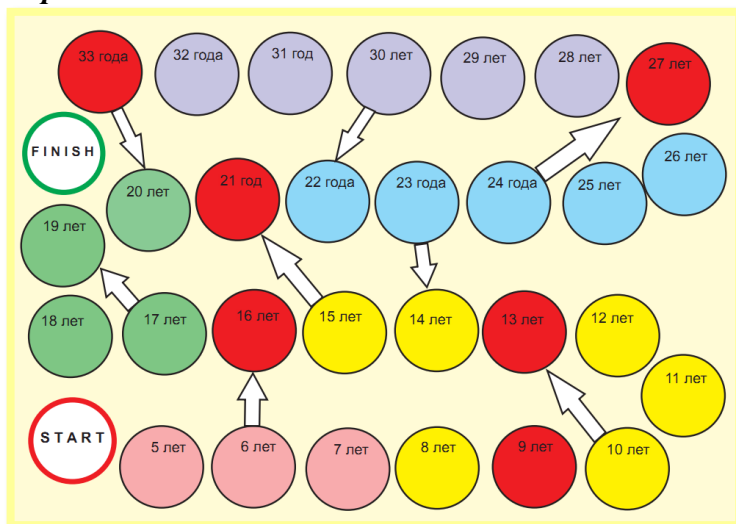 33 года
32 года
31 год
30 лет
29 лет
28 лет
27 лет
FINISH
20 лет
21 год
22 года
23 года
24 года
25 лет
26 лет
19 лет
18 лет
17 лет
16 лет
15 лет
14 лет
13 лет
12 лет
11 лет
START
5 лет
6 лет
7 лет
8 лет
9 лет
10 лет